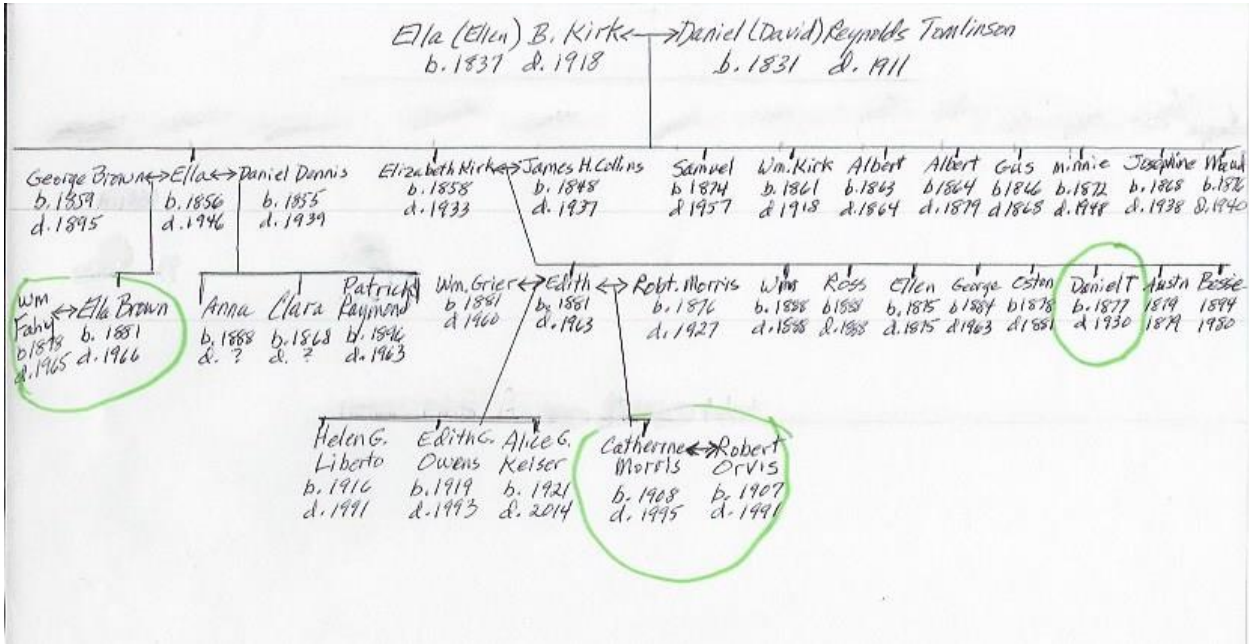 Ella (Ellen) B. Kirk ↔ Daniel (David) Reynolds Tomlinson
b. 1837 d. 1918 b. 1831 d. 1911
George Brown ↔ Ella ↔ Daniel Dennis Elizabeth Kirk ↔ James H. Collins Samuel Wm. Kirk Albert Albert Gus Minnie Josephine Maud
b. 1859 b. 1856 b. 1855 b. 1858 b. 1848 b 1874 b. 1861 b. 1863 b 1864 b 1866 b. 1872 b. 1868 b. 1876
d. 1895 d. 1946 d. 1939 d. 1933 d. 1937 d 1957 d 1918 d 1864 d. 1879 d 1868 d. 1948 d. 1938 d. 1940
Wm Fahy ↔ Ella Brown Anna Clara Patrick Raymond Wm. Grier ↔ Edith ↔ Robt. Morris Wm Ross Ellen George Daniel T Austn Bessie
b. 1881 b. 1888 b. 1868 b. 1896 b 1881 b. 1881 b. 1876 b. 1888 b 1888 b. 1875 b 1884 b 1878 b. 1877 1879 1894
d. 1965 d. 1966 d. ? d. ? d. 1963 d 1960 d. 1963 d. 1927 d. 1888 d. 1888 d. 1875 d 1963 d 1881 d 1930 1879 1980
Helen G. Edith G. Alice G. Catherine ↔ Robert
Liberto Owens Keiser Morris Orvis
b. 1916 b. 1919 b. 1921 b. 1908 b. 1907
d. 1991 d. 1993 d. 2014 d. 1995 d. 1991